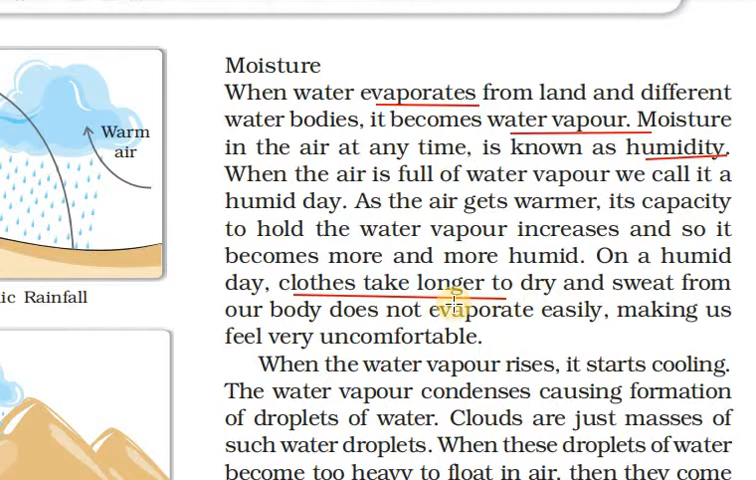 Warm
air
ic Rainfall
Moisture
When water evaporates from land and different
water bodies, it becomes water vapour. Moisture
in the air at any time, is known as humidity.
When the air is full of water vapour we call it a
humid day. As the air gets warmer, its capacity
to hold the water vapour increases and so it
becomes more and more humid. On a humid
day, clothes take longer to dry and sweat from
our body does not evaporate easily, making us
feel very uncomfortable.
When the water vapour rises, it starts cooling.
The water vapour condenses causing formation
of droplets of water. Clouds are just masses of
such water droplets. When these droplets of water
become too heavy to float in air, then they come